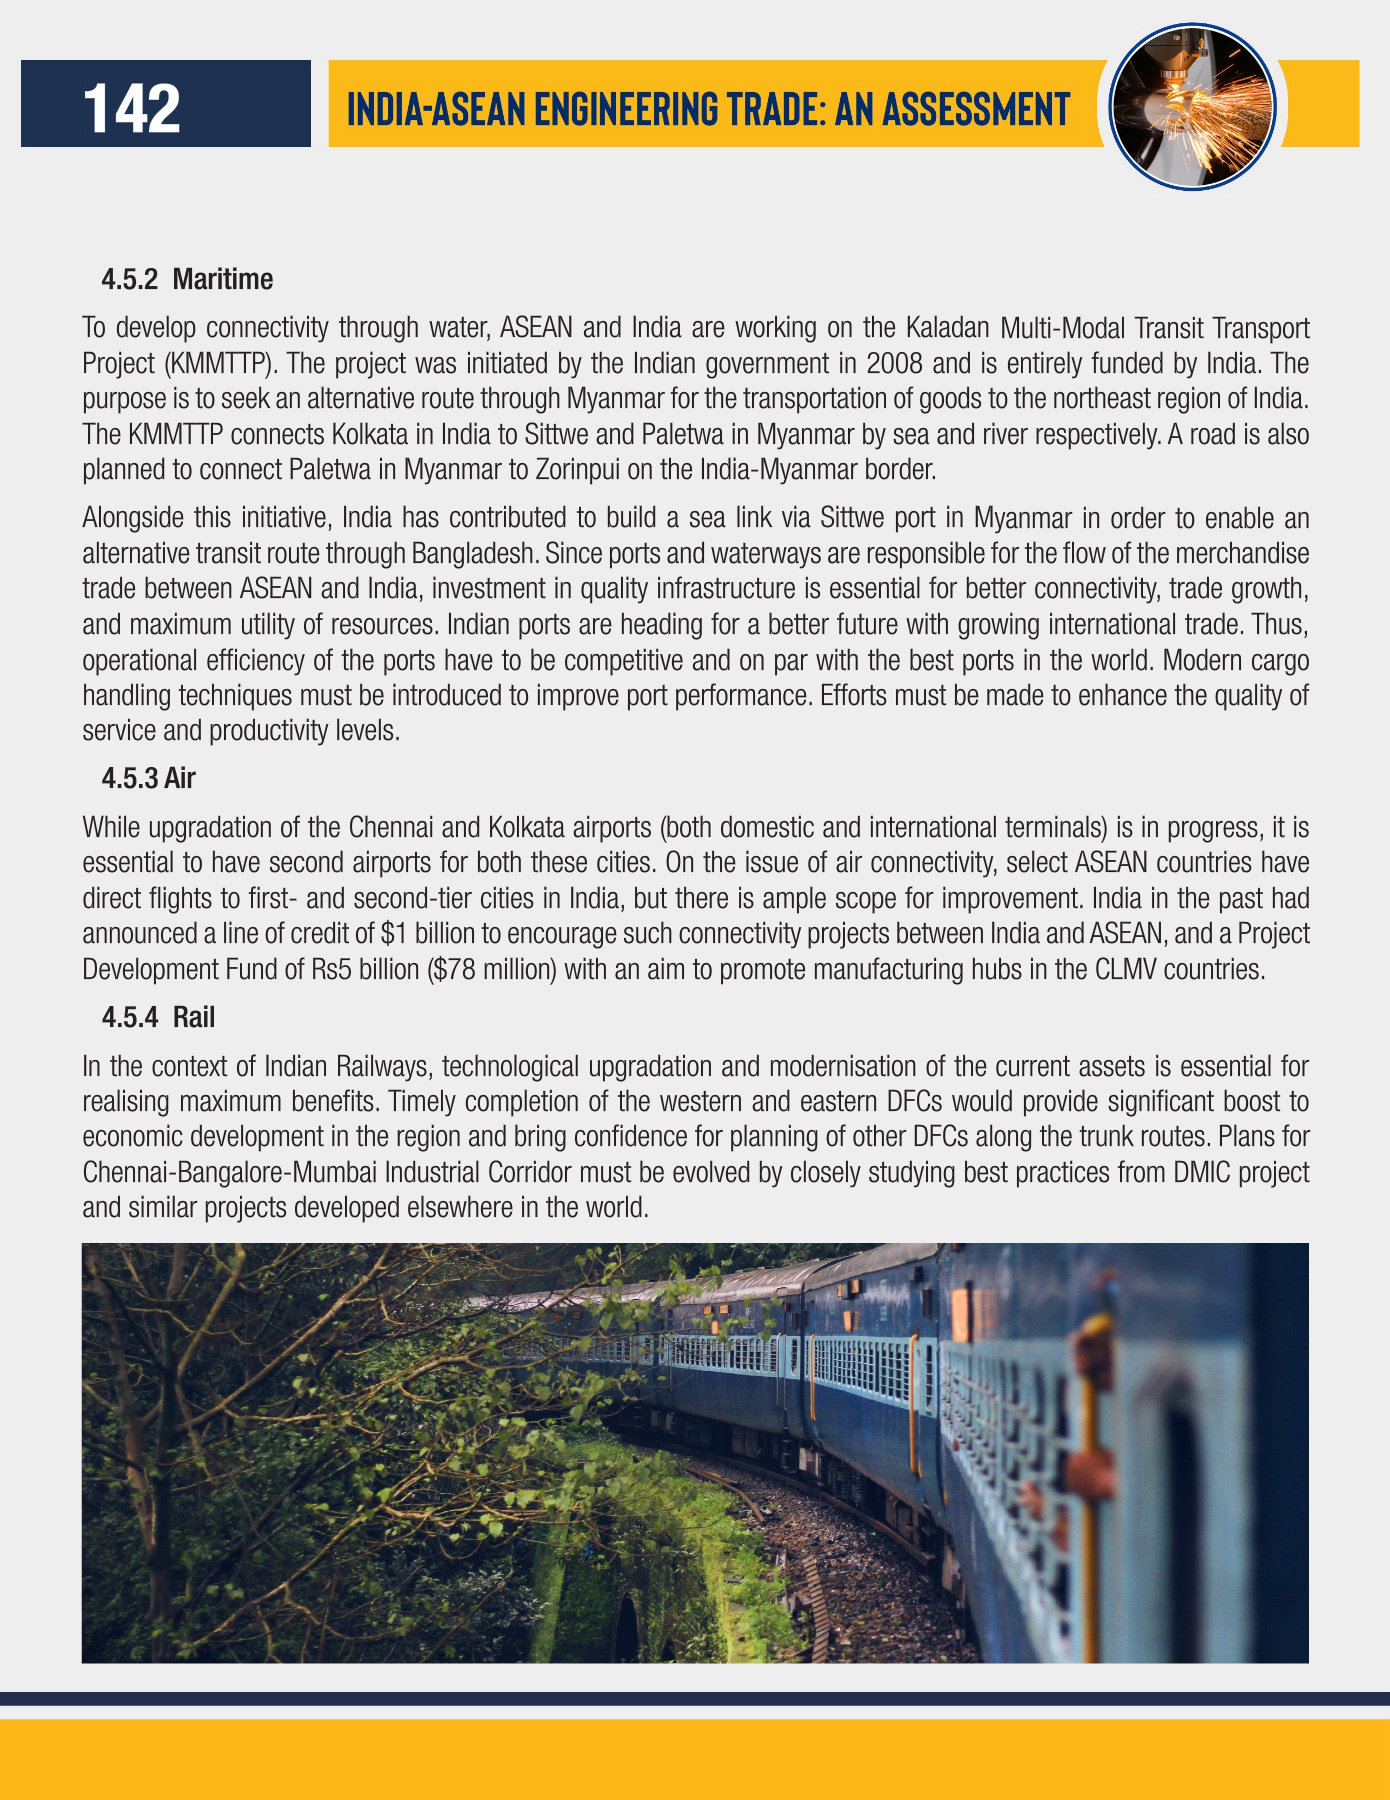 142
INDIA-ASEAN ENGINEERING TRADE: AN ASSESSMENT
4.5.2 Maritime
To develop connectivity through water, ASEAN and India are working on the Kaladan Multi-Modal Transit Transport
Project (KMMTTP). The project was initiated by the Indian government in 2008 and is entirely funded by India. The
purpose is to seek an alternative route through Myanmar for the transportation of goods to the northeast region of India.
The KMMTTP connects Kolkata in India to Sittwe and Paletwa in Myanmar by sea and river respectively. A road is also
planned to connect Paletwa in Myanmar to Zorinpui on the India-Myanmar border.
Alongside this initiative, India has contributed to build a sea link via Sittwe port in Myanmar in order to enable an
alternative transit route through Bangladesh. Since ports and waterways are responsible for the flow of the merchandise
trade between ASEAN and India, investment in quality infrastructure is essential for better connectivity, trade growth,
and maximum utility of resources. Indian ports are heading for a better future with growing international trade. Thus,
operational efficiency of the ports have to be competitive and on par with the best ports in the world. Modern cargo
handling techniques must be introduced to improve port performance. Efforts must be made to enhance the quality of
service and productivity levels.
4.5.3 Air
While upgradation of the Chennai and Kolkata airports (both domestic and international terminals) is in progress, it is
essential to have second airports for both these cities. On the issue of air connectivity, select ASEAN countries have
direct flights to first- and second-tier cities in India, but there is ample scope for improvement. India in the past had
announced a line of credit of $1 billion to encourage such connectivity projects between India and ASEAN, and a Project
Development Fund of Rs5 billion ($78 million) with an aim to promote manufacturing hubs in the CLMV countries.
4.5.4 Rail
In the context of Indian Railways, technological upgradation and modernisation of the current assets is essential for
realising maximum benefits. Timely completion of the western and eastern DFCs would provide significant boost to
economic development in the region and bring confidence for planning of other DFCs along the trunk routes. Plans for
Chennai-Bangalore-Mumbai Industrial Corridor must be evolved by closely studying best practices from DMIC project
and similar projects developed elsewhere in the world.